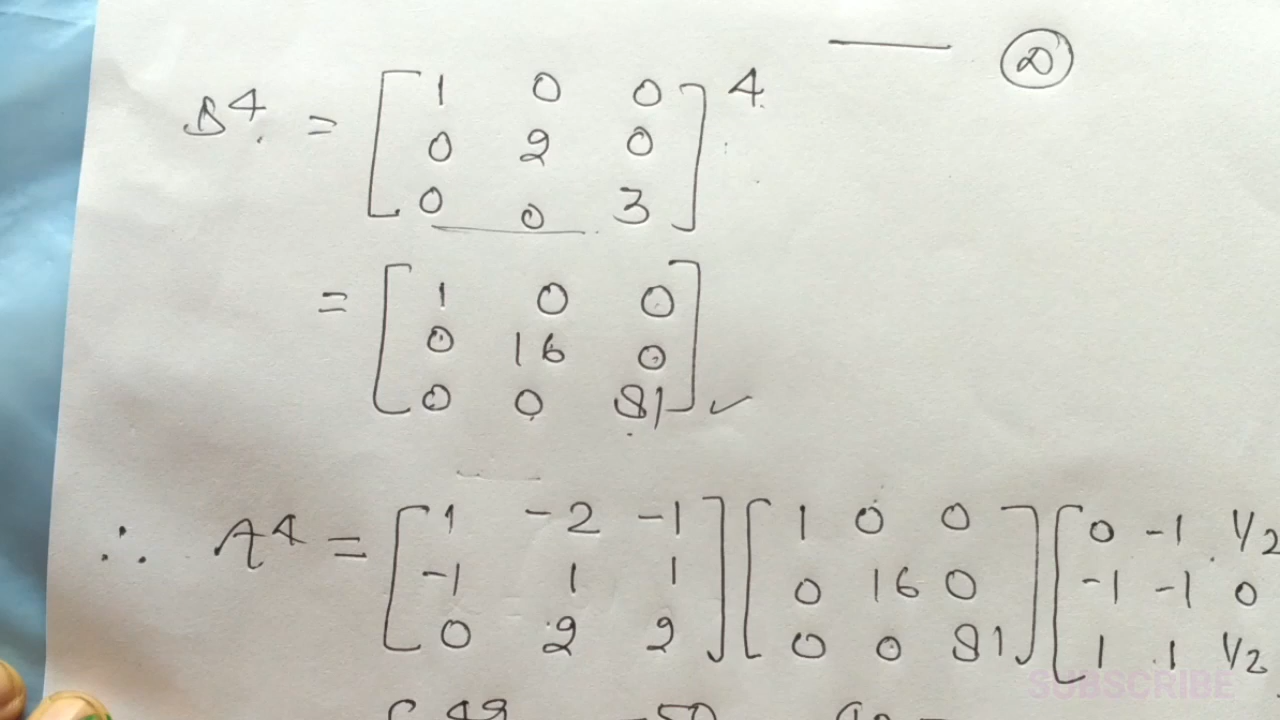 ②
D⁴ = [ 1 0 0 ]⁴
[ 0 2 0 ]
[ 0 0 3 ]
= [ 1 0 0 ]
[ 0 16 0 ]
[ 0 0 81 ] ✓
∴ A⁴ = [ 1 -2 -1 ] [ 1 0 0 ] [ 0 -1 1/2
[ -1 1 1 ] [ 0 16 0 ] [ -1 -1 0
[ 0 2 2 ] [ 0 0 81 ] [ 1 1 1/2
SUBSCRIBE
[ 49 -50